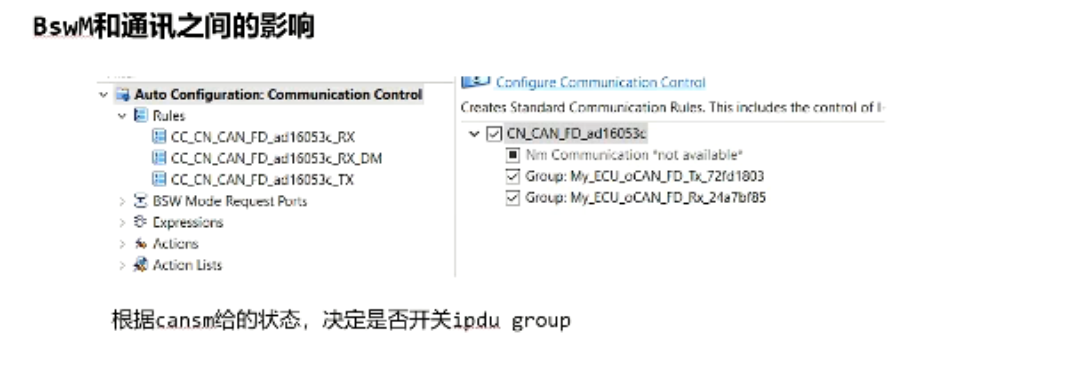 BswM和通讯之间的影响
Auto Configuration: Communication Control
Rules
CC_CN_CAN_FD_ad16053c_RX
CC_CN_CAN_FD_ad16053c_RX_DM
CC_CN_CAN_FD_ad16053c_TX
BSW Mode Request Ports
Expressions
Actions
Action Lists
Configure Communication Control
Creates Standard Communication Rules. This includes the control of I-
CN_CAN_FD_ad16053c
Nm Communication *not available*
Group: My_ECU_oCAN_FD_Tx_72fd1803
Group: My_ECU_oCAN_FD_Rx_24a7bf85
根据cansm给的状态，决定是否开关ipdu group